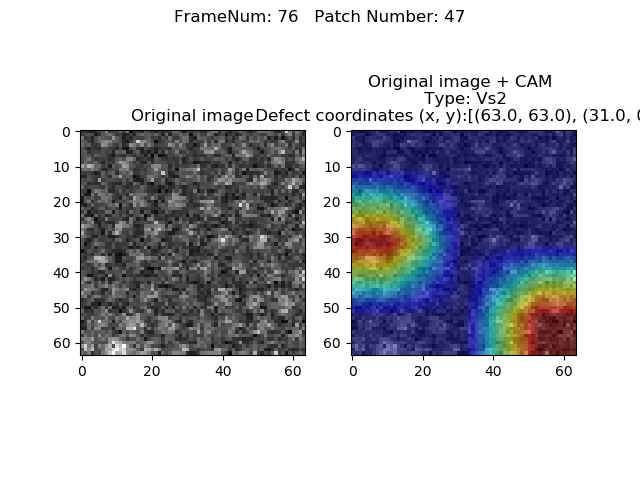 FrameNum: 76   Patch Number: 47
Original image
Original image + CAM
Type: Vs2
Defect coordinates (x, y):[(63.0, 63.0), (31.0, 0
0
10
20
30
40
50
60
0 20 40 60
0
10
20
30
40
50
60
0 20 40 60